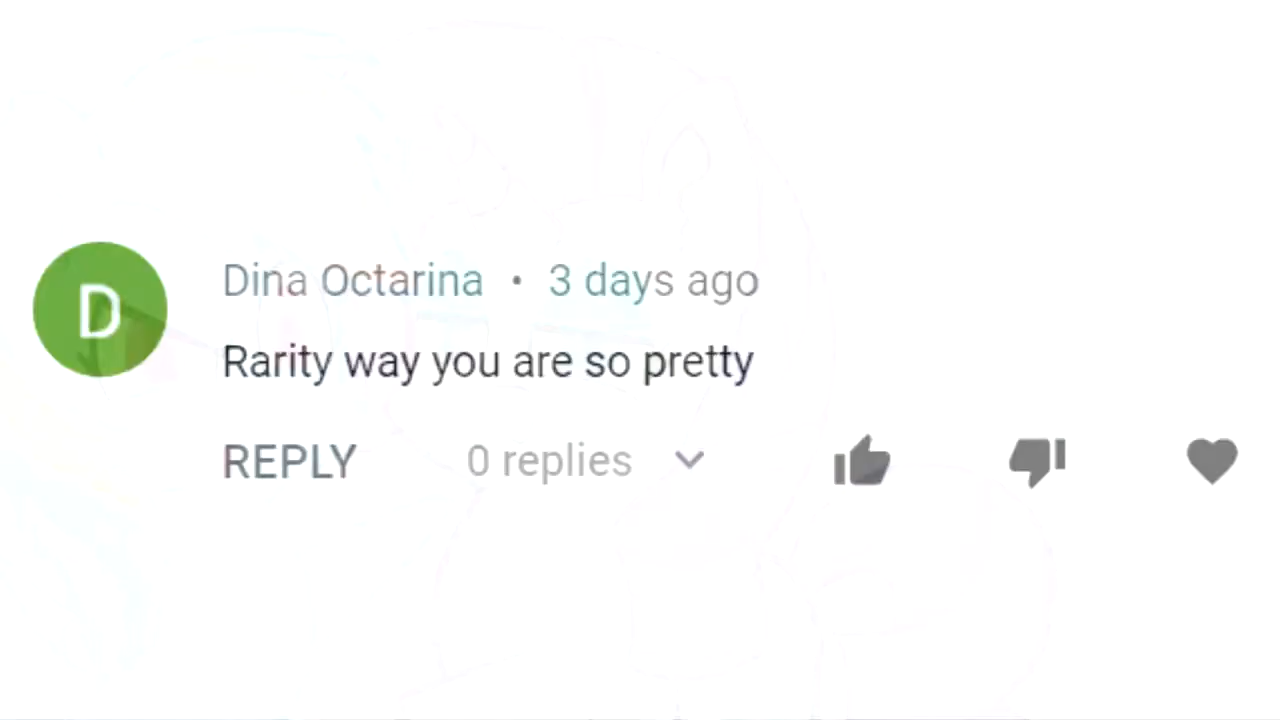 D
Dina Octarina • 3 days ago
Rarity way you are so pretty
REPLY 0 replies